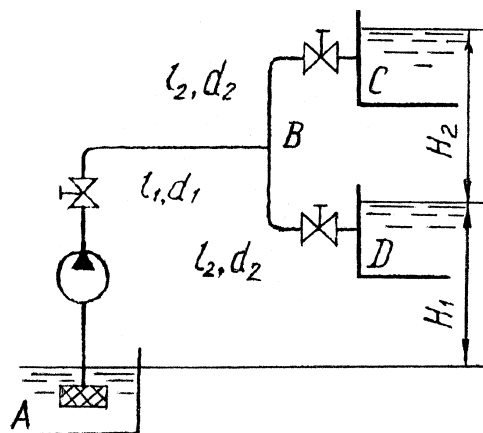 C
l₂, d₂
B
H₂
l₁, d₁
l₂, d₂
D
H₁
A